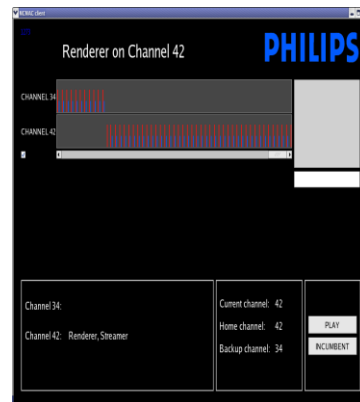 Renderer on Channel 42
PHILIPS
CHANNEL 34
CHANNEL 42
Channel 34:
Channel 42: Renderer, Streamer
Current channel: 42
Home channel: 42
Backup channel: 34
PLAY
INCUMBENT